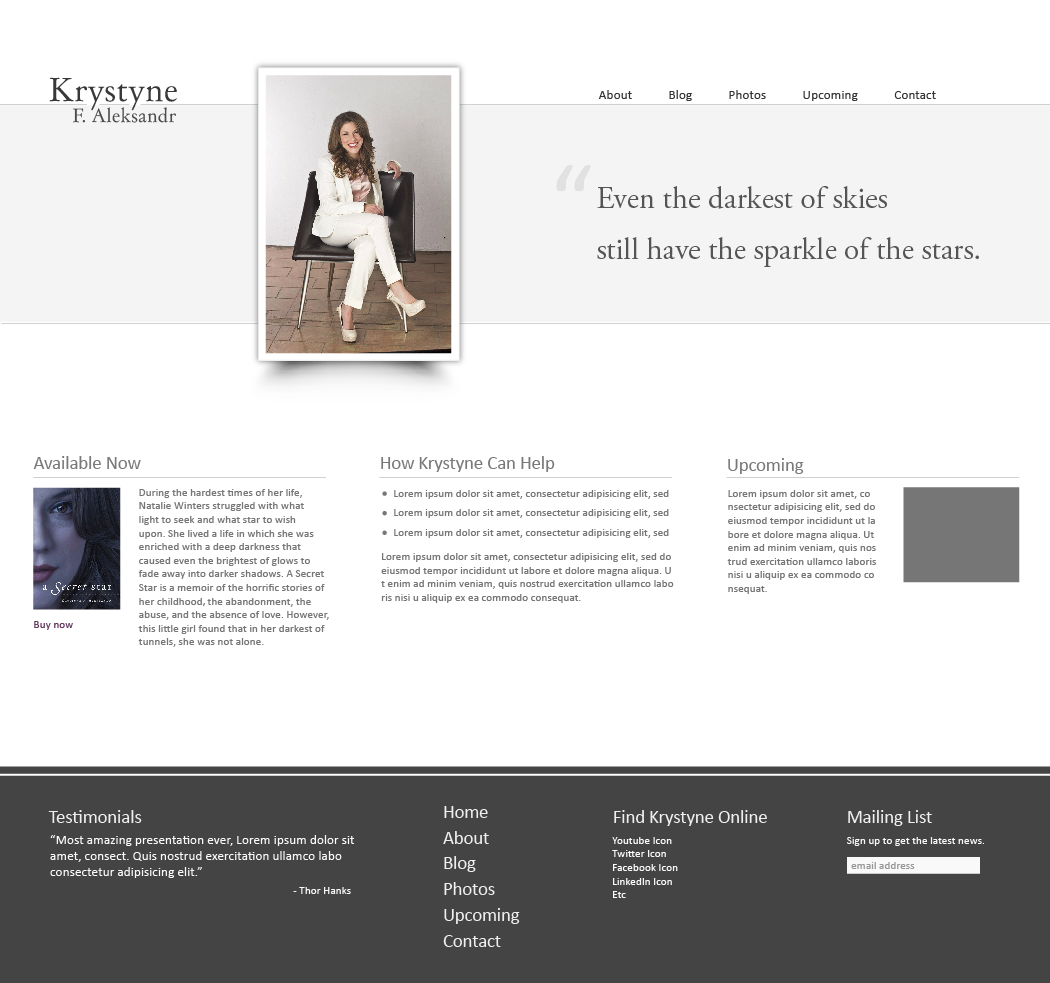 Krystyne
F. Aleksandr
About Blog Photos Upcoming Contact
“Even the darkest of skies
still have the sparkle of the stars.
Available Now
a Secret star
Buy now
During the hardest times of her life,
Natalie Winters struggled with what
light to seek and what star to wish
upon. She lived a life in which she was
enriched with a deep darkness that
caused even the brightest of glows to
fade away into darker shadows. A Secret
Star is a memoir of the horrific stories of
her childhood, the abandonment, the
abuse, and the absence of love. However,
this little girl found that in her darkest of
tunnels, she was not alone.
How Krystyne Can Help
• Lorem ipsum dolor sit amet, consectetur adipisicing elit, sed
• Lorem ipsum dolor sit amet, consectetur adipisicing elit, sed
• Lorem ipsum dolor sit amet, consectetur adipisicing elit, sed
Lorem ipsum dolor sit amet, consectetur adipisicing elit, sed do
eiusmod tempor incididunt ut labore et dolore magna aliqua. U
t enim ad minim veniam, quis nostrud exercitation ullamco labo
ris nisi u aliquip ex ea commodo consequat.
Upcoming
Lorem ipsum dolor sit amet, co
nsectetur adipisicing elit, sed do
eiusmod tempor incididunt ut la
bore et dolore magna aliqua. Ut
enim ad minim veniam, quis nos
trud exercitation ullamco laboris
nisi u aliquip ex ea commodo co
nsequat.
Testimonials
“Most amazing presentation ever, Lorem ipsum dolor sit
amet, consect. Quis nostrud exercitation ullamco labo
consectetur adipisicing elit.”
- Thor Hanks
Home
About
Blog
Photos
Upcoming
Contact
Find Krystyne Online
Youtube Icon
Twitter Icon
Facebook Icon
LinkedIn Icon
Etc
Mailing List
Sign up to get the latest news.
email address